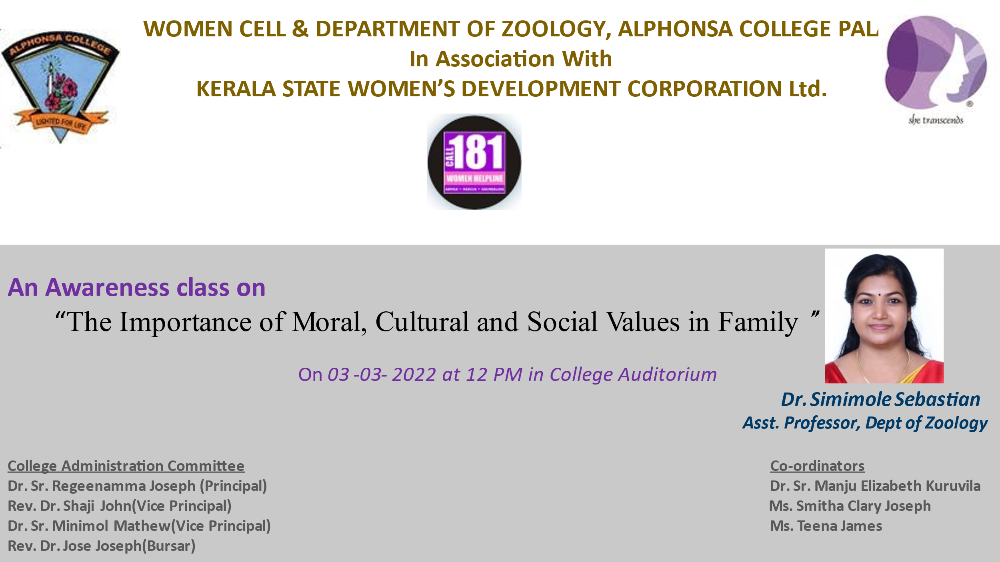 WOMEN CELL & DEPARTMENT OF ZOOLOGY, ALPHONSA COLLEGE PALA
In Association With
KERALA STATE WOMEN’S DEVELOPMENT CORPORATION Ltd.
ALPHONSA COLLEGE
LIGHTED FOR LIFE
®
she transcends
CALL 181
WOMEN HELPLINE
An Awareness class on
“The Importance of Moral, Cultural and Social Values in Family ”
On 03 -03- 2022 at 12 PM in College Auditorium
Dr. Simimole Sebastian
Asst. Professor, Dept of Zoology
College Administration Committee
Dr. Sr. Regeenamma Joseph (Principal)
Rev. Dr. Shaji John(Vice Principal)
Dr. Sr. Minimol Mathew(Vice Principal)
Rev. Dr. Jose Joseph(Bursar)
Co-ordinators
Dr. Sr. Manju Elizabeth Kuruvila
Ms. Smitha Clary Joseph
Ms. Teena James